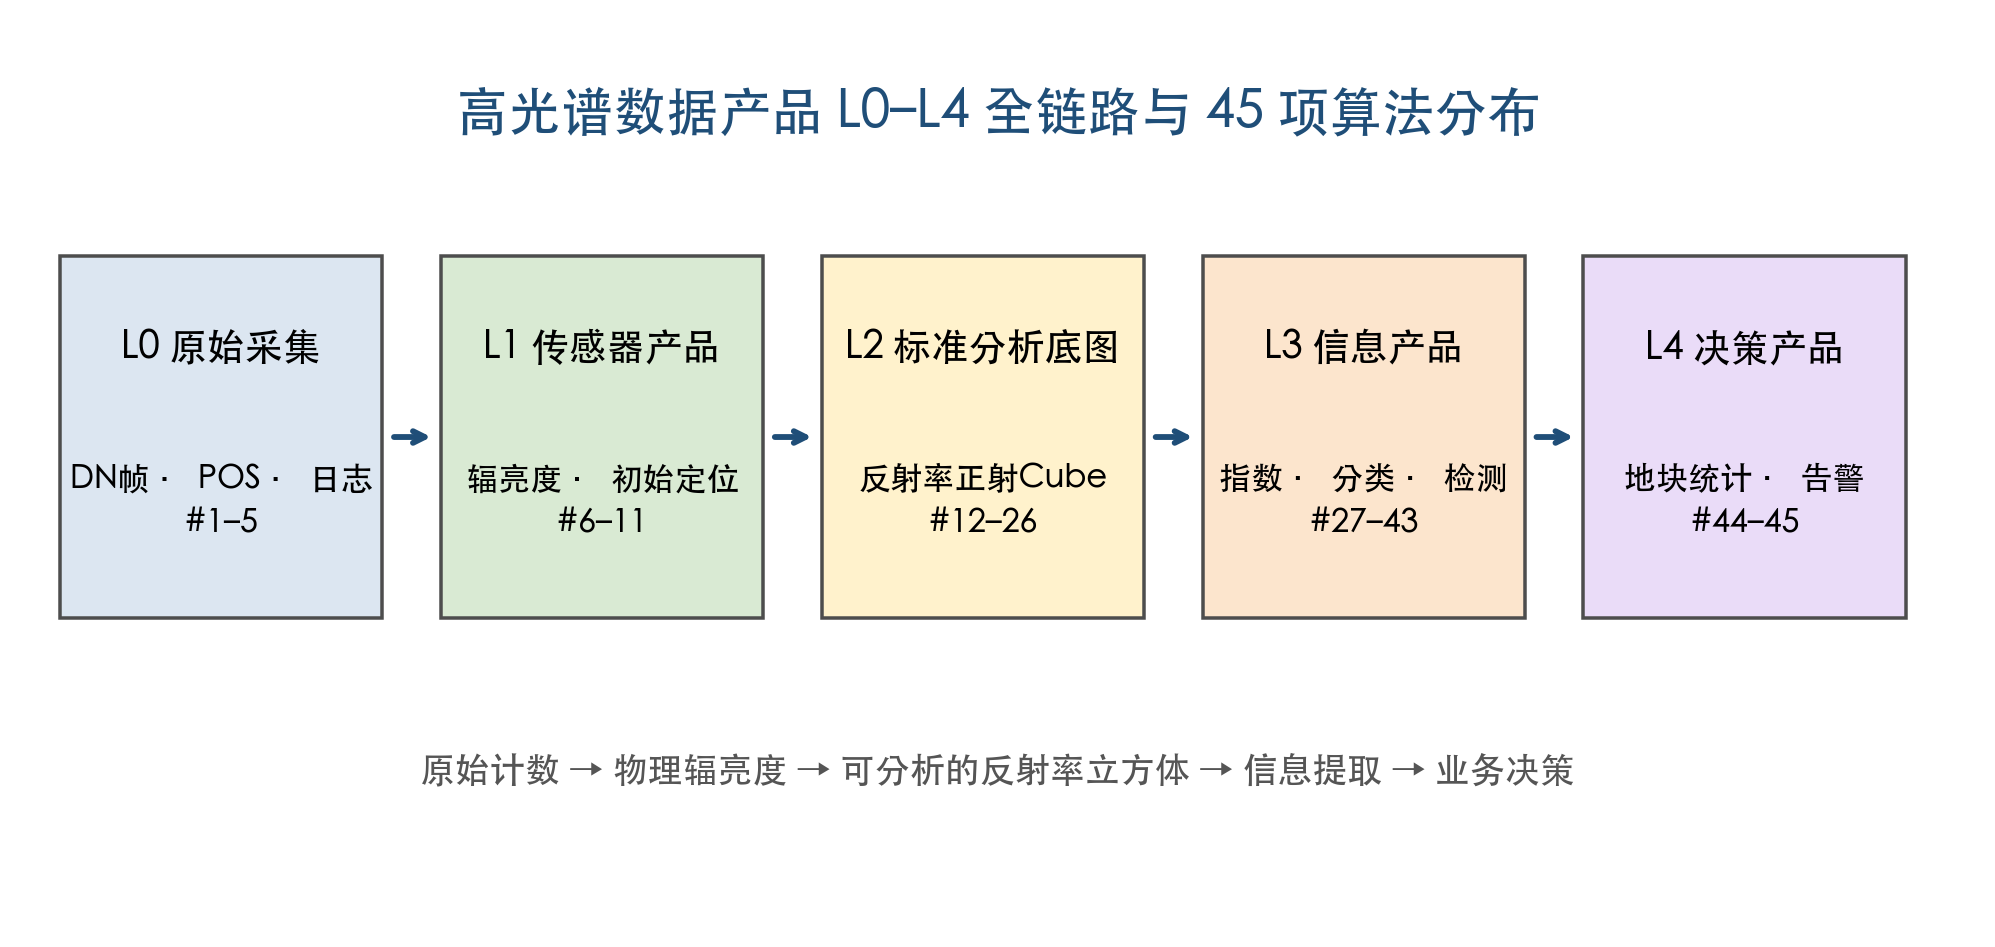 高光谱数据产品 L0–L4 全链路与 45 项算法分布
L0 原始采集
DN帧 · POS · 日志
#1–5
L1 传感器产品
辐亮度 · 初始定位
#6–11
L2 标准分析底图
反射率正射Cube
#12–26
L3 信息产品
指数 · 分类 · 检测
#27–43
L4 决策产品
地块统计 · 告警
#44–45
原始计数 → 物理辐亮度 → 可分析的反射率立方体 → 信息提取 → 业务决策